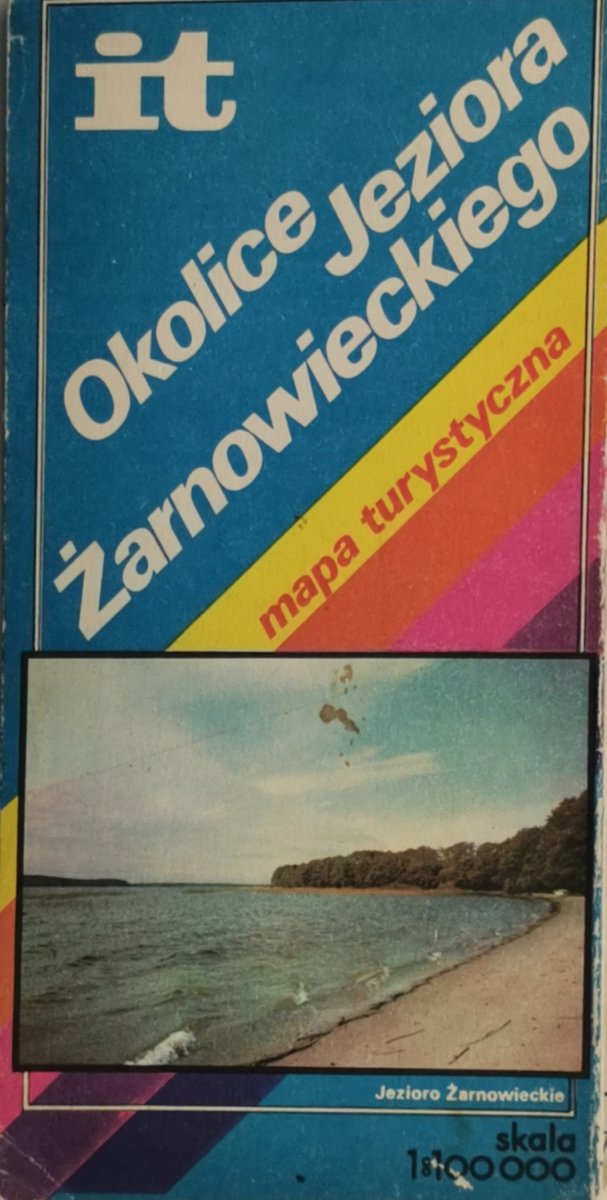 it
Okolice Jeziora
Żarnowieckiego
mapa turystyczna
Jezioro Żarnowieckie
skala
1:100 000